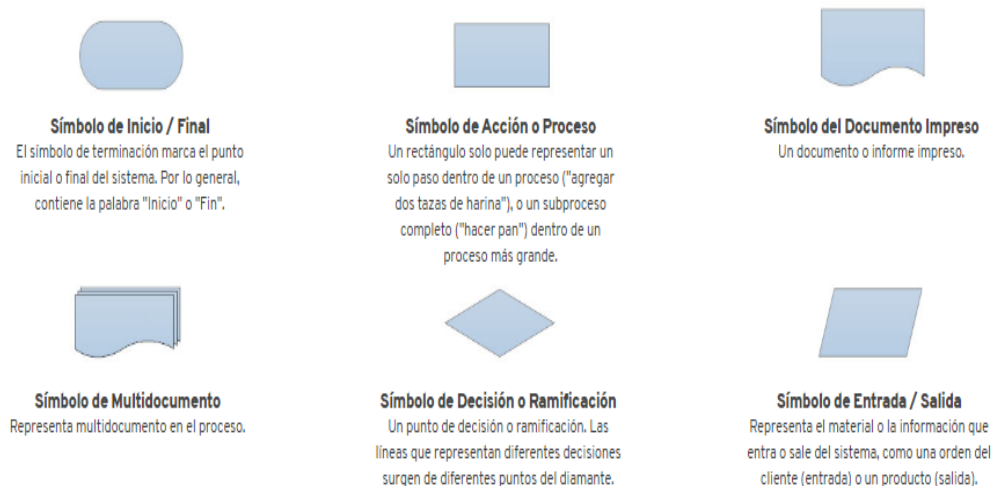 Símbolo de Inicio / Final
El símbolo de terminación marca el punto
inicial o final del sistema. Por lo general,
contiene la palabra "Inicio" o "Fin".
Símbolo de Acción o Proceso
Un rectángulo solo puede representar un
solo paso dentro de un proceso ("agregar
dos tazas de harina"), o un subproceso
completo ("hacer pan") dentro de un
proceso más grande.
Símbolo del Documento Impreso
Un documento o informe impreso.
Símbolo de Multidocumento
Representa multidocumento en el proceso.
Símbolo de Decisión o Ramificación
Un punto de decisión o ramificación. Las
líneas que representan diferentes decisiones
surgen de diferentes puntos del diamante.
Símbolo de Entrada / Salida
Representa el material o la información que
entra o sale del sistema, como una orden del
cliente (entrada) o un producto (salida).